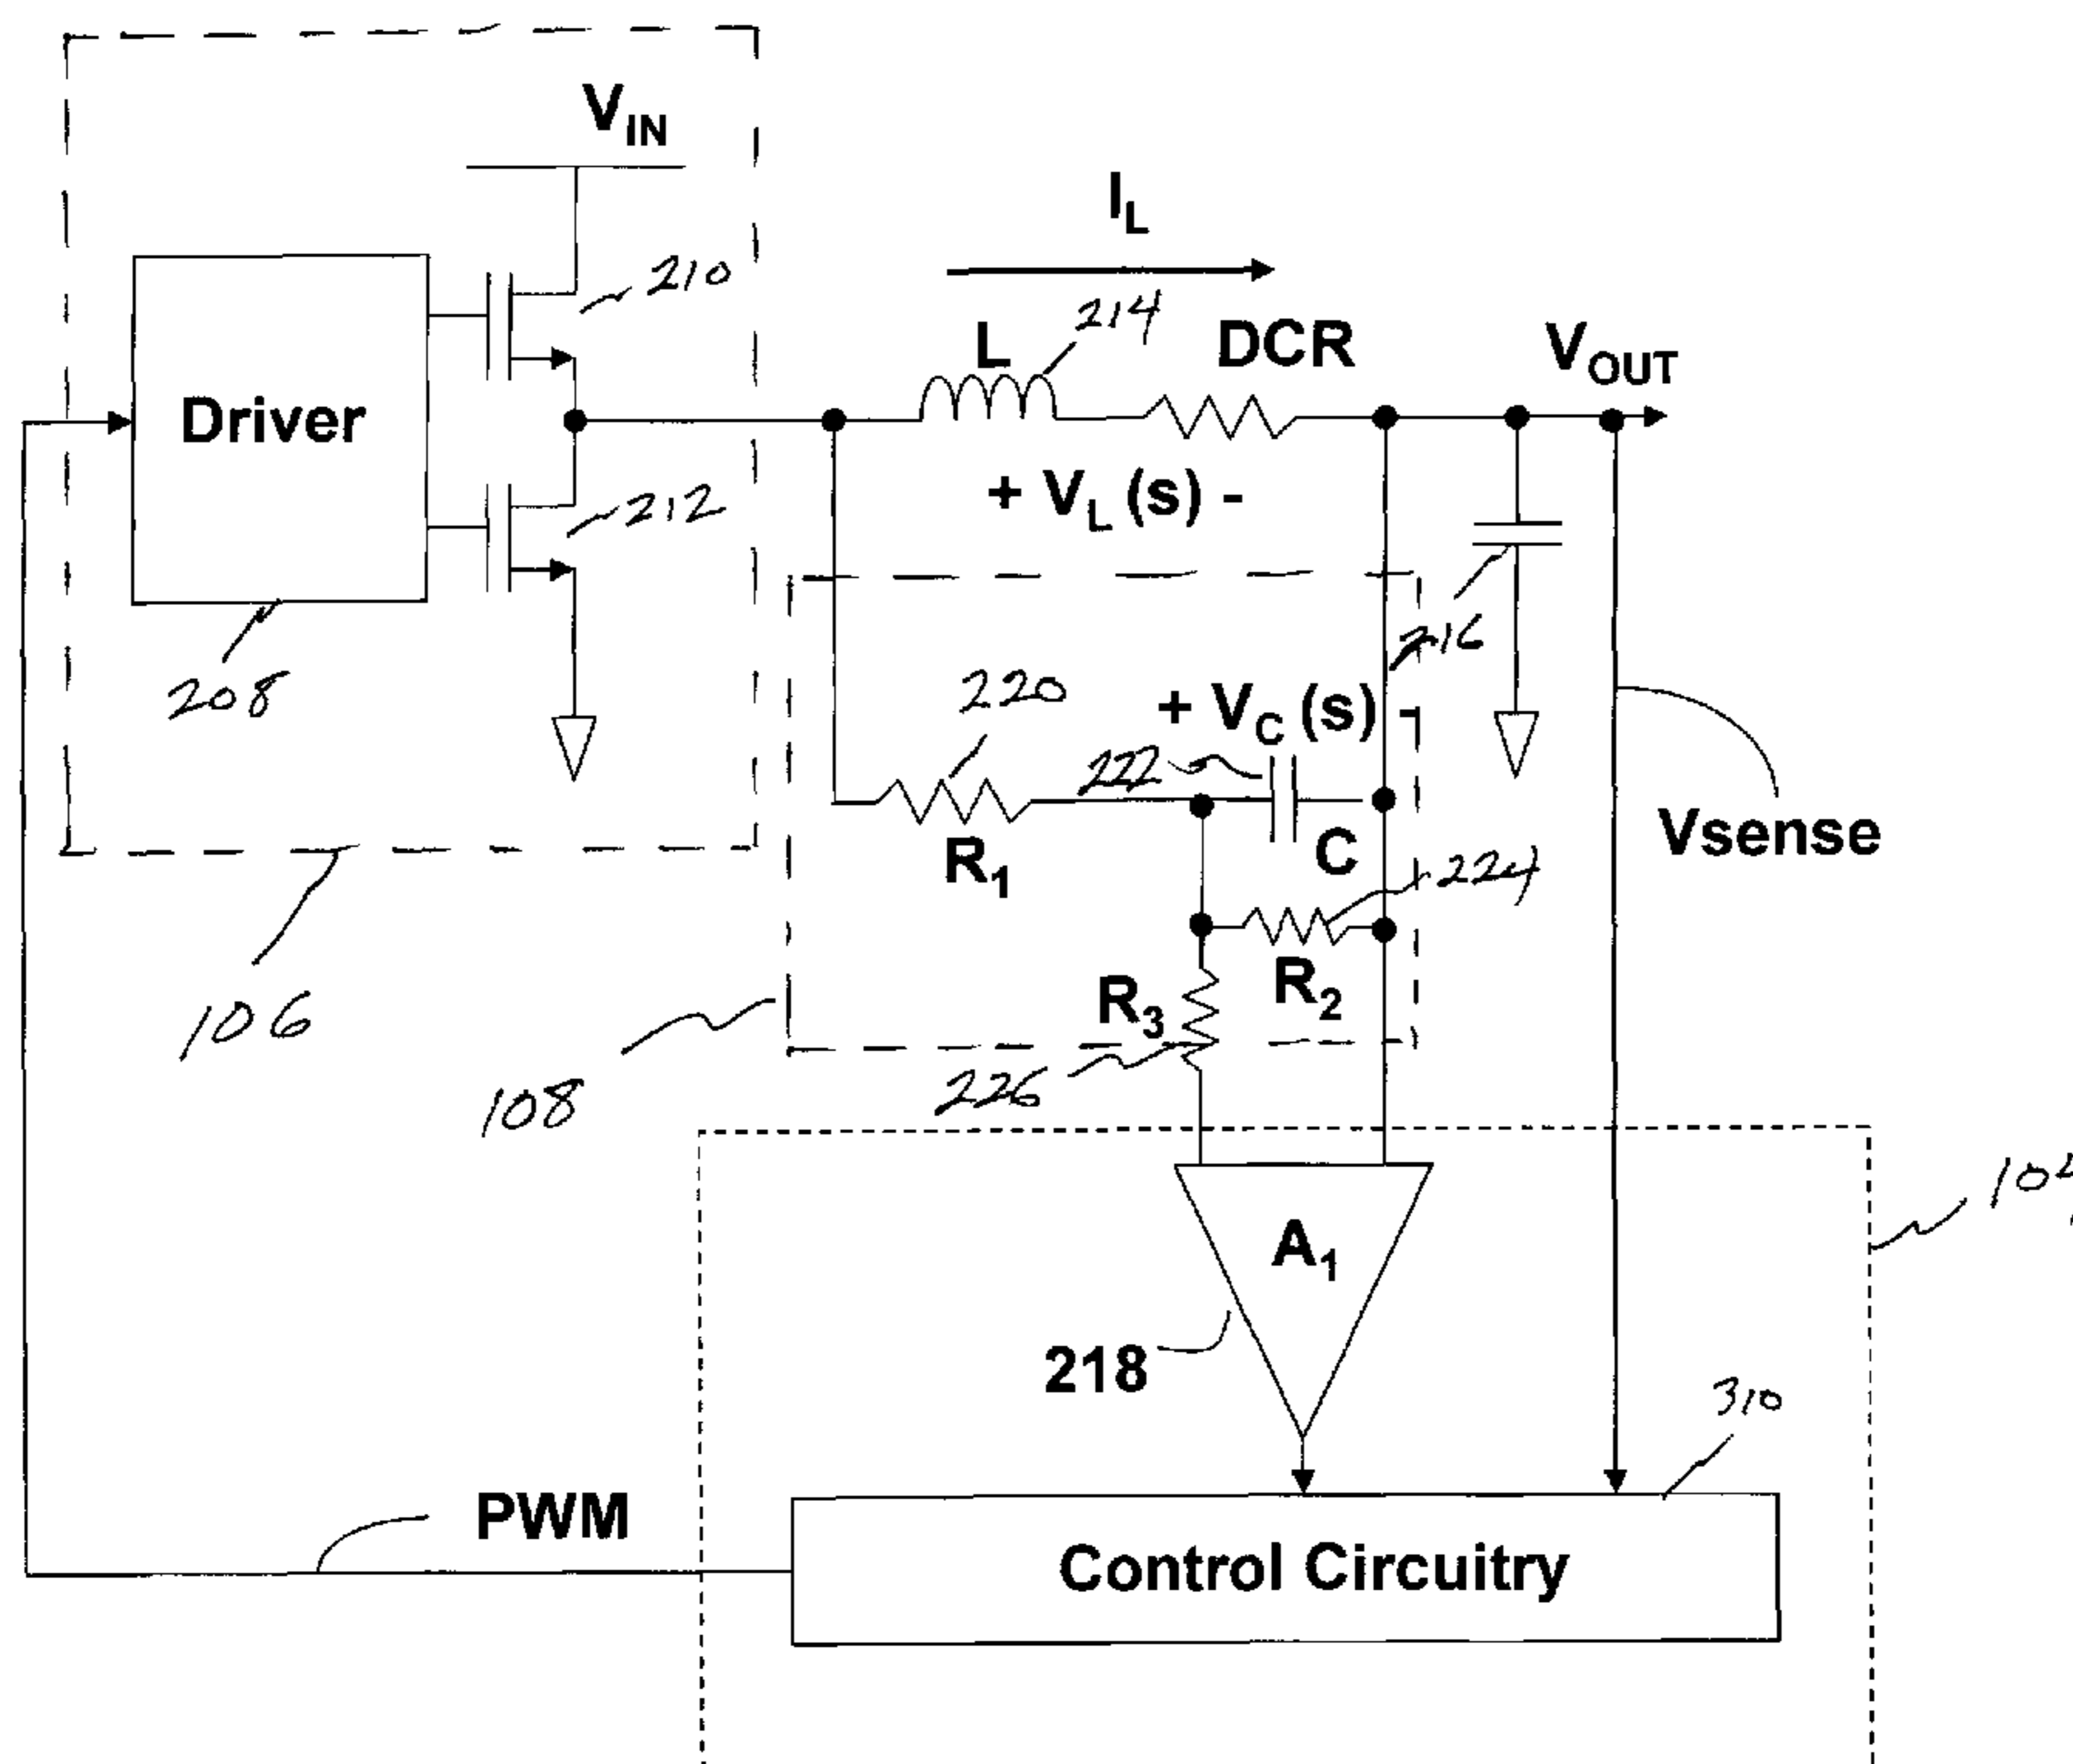 V_IN
I_L
210
L
214
DCR
V_OUT
Driver
+ V_L (s) -
212
208
216
220
+ V_C (s) -
222
Vsense
R_1
C
224
R_2
R_3
106
226
108
A_1
218
310
PWM
Control Circuitry